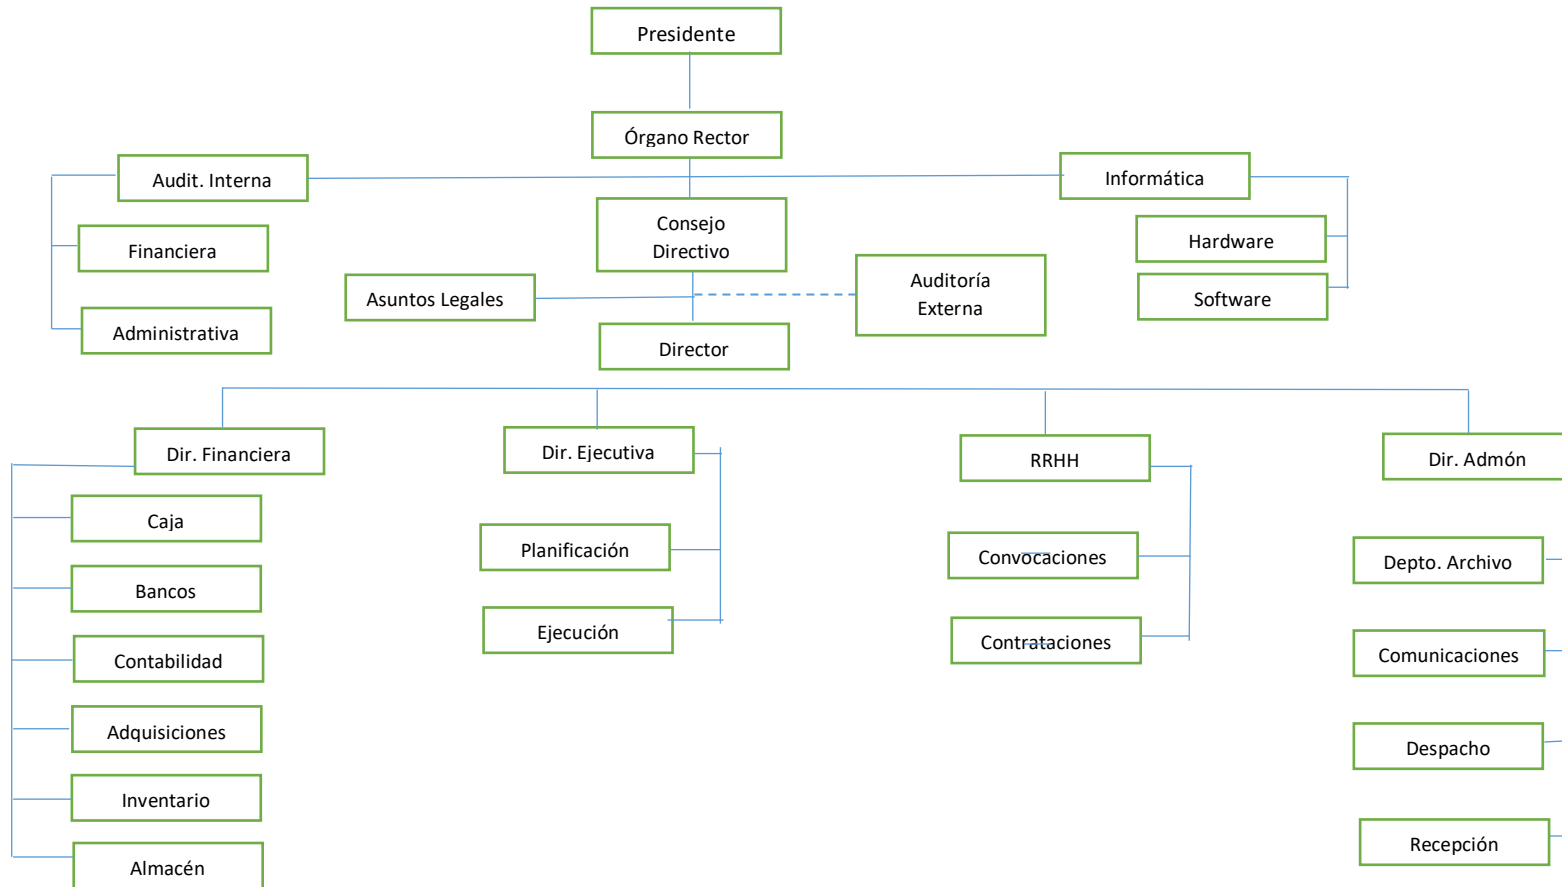 Presidente
Órgano Rector
Audit. Interna
Informática
Consejo
Directivo
Financiera
Hardware
Asuntos Legales
Auditoría
Externa
Software
Administrativa
Director
Dir. Financiera
Dir. Ejecutiva
RRHH
Dir. Admón
Caja
Planificación
Convocaciones
Depto. Archivo
Bancos
Ejecución
Contrataciones
Comunicaciones
Contabilidad
Adquisiciones
Despacho
Inventario
Recepción
Almacén